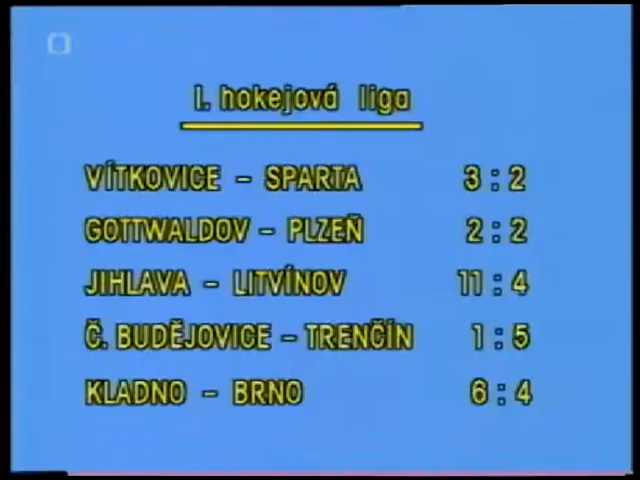 I. hokejová liga
VÍTKOVICE - SPARTA 3 : 2
GOTTWALDOV - PLZEŇ 2 : 2
JIHLAVA - LITVÍNOV 11 : 4
Č. BUDĚJOVICE - TRENČÍN 1 : 5
KLADNO - BRNO 6 : 4